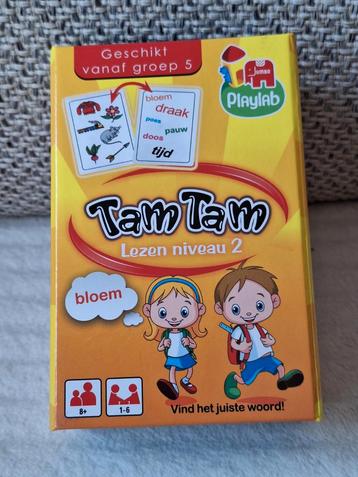 Geschikt
vanaf groep 5
Jumbo
Playlab
bloem
draak
poes
pauw
doos
tijd
Tam Tam
Lezen niveau 2
bloem
8+
1-6
Vind het juiste woord!